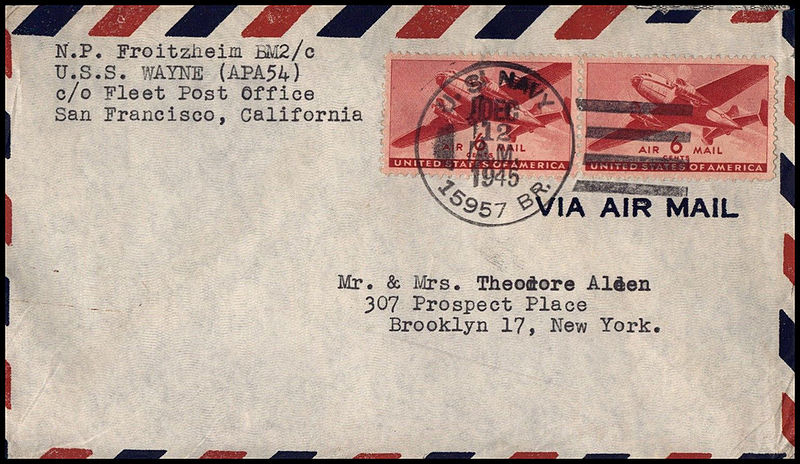 N.P. Froitzheim BM2/c
U.S.S. WAYNE (APA54)
c/o Fleet Post Office
San Francisco, California
U.S. NAVY
DEC
12
P.M.
1945
15957 BR.
AIR 6 MAIL
CENTS
UNITED STATES OF AMERICA
AIR 6 MAIL
CENTS
UNITED STATES OF AMERICA
VIA AIR MAIL
Mr. & Mrs. Theodore Alden
307 Prospect Place
Brooklyn 17, New York.